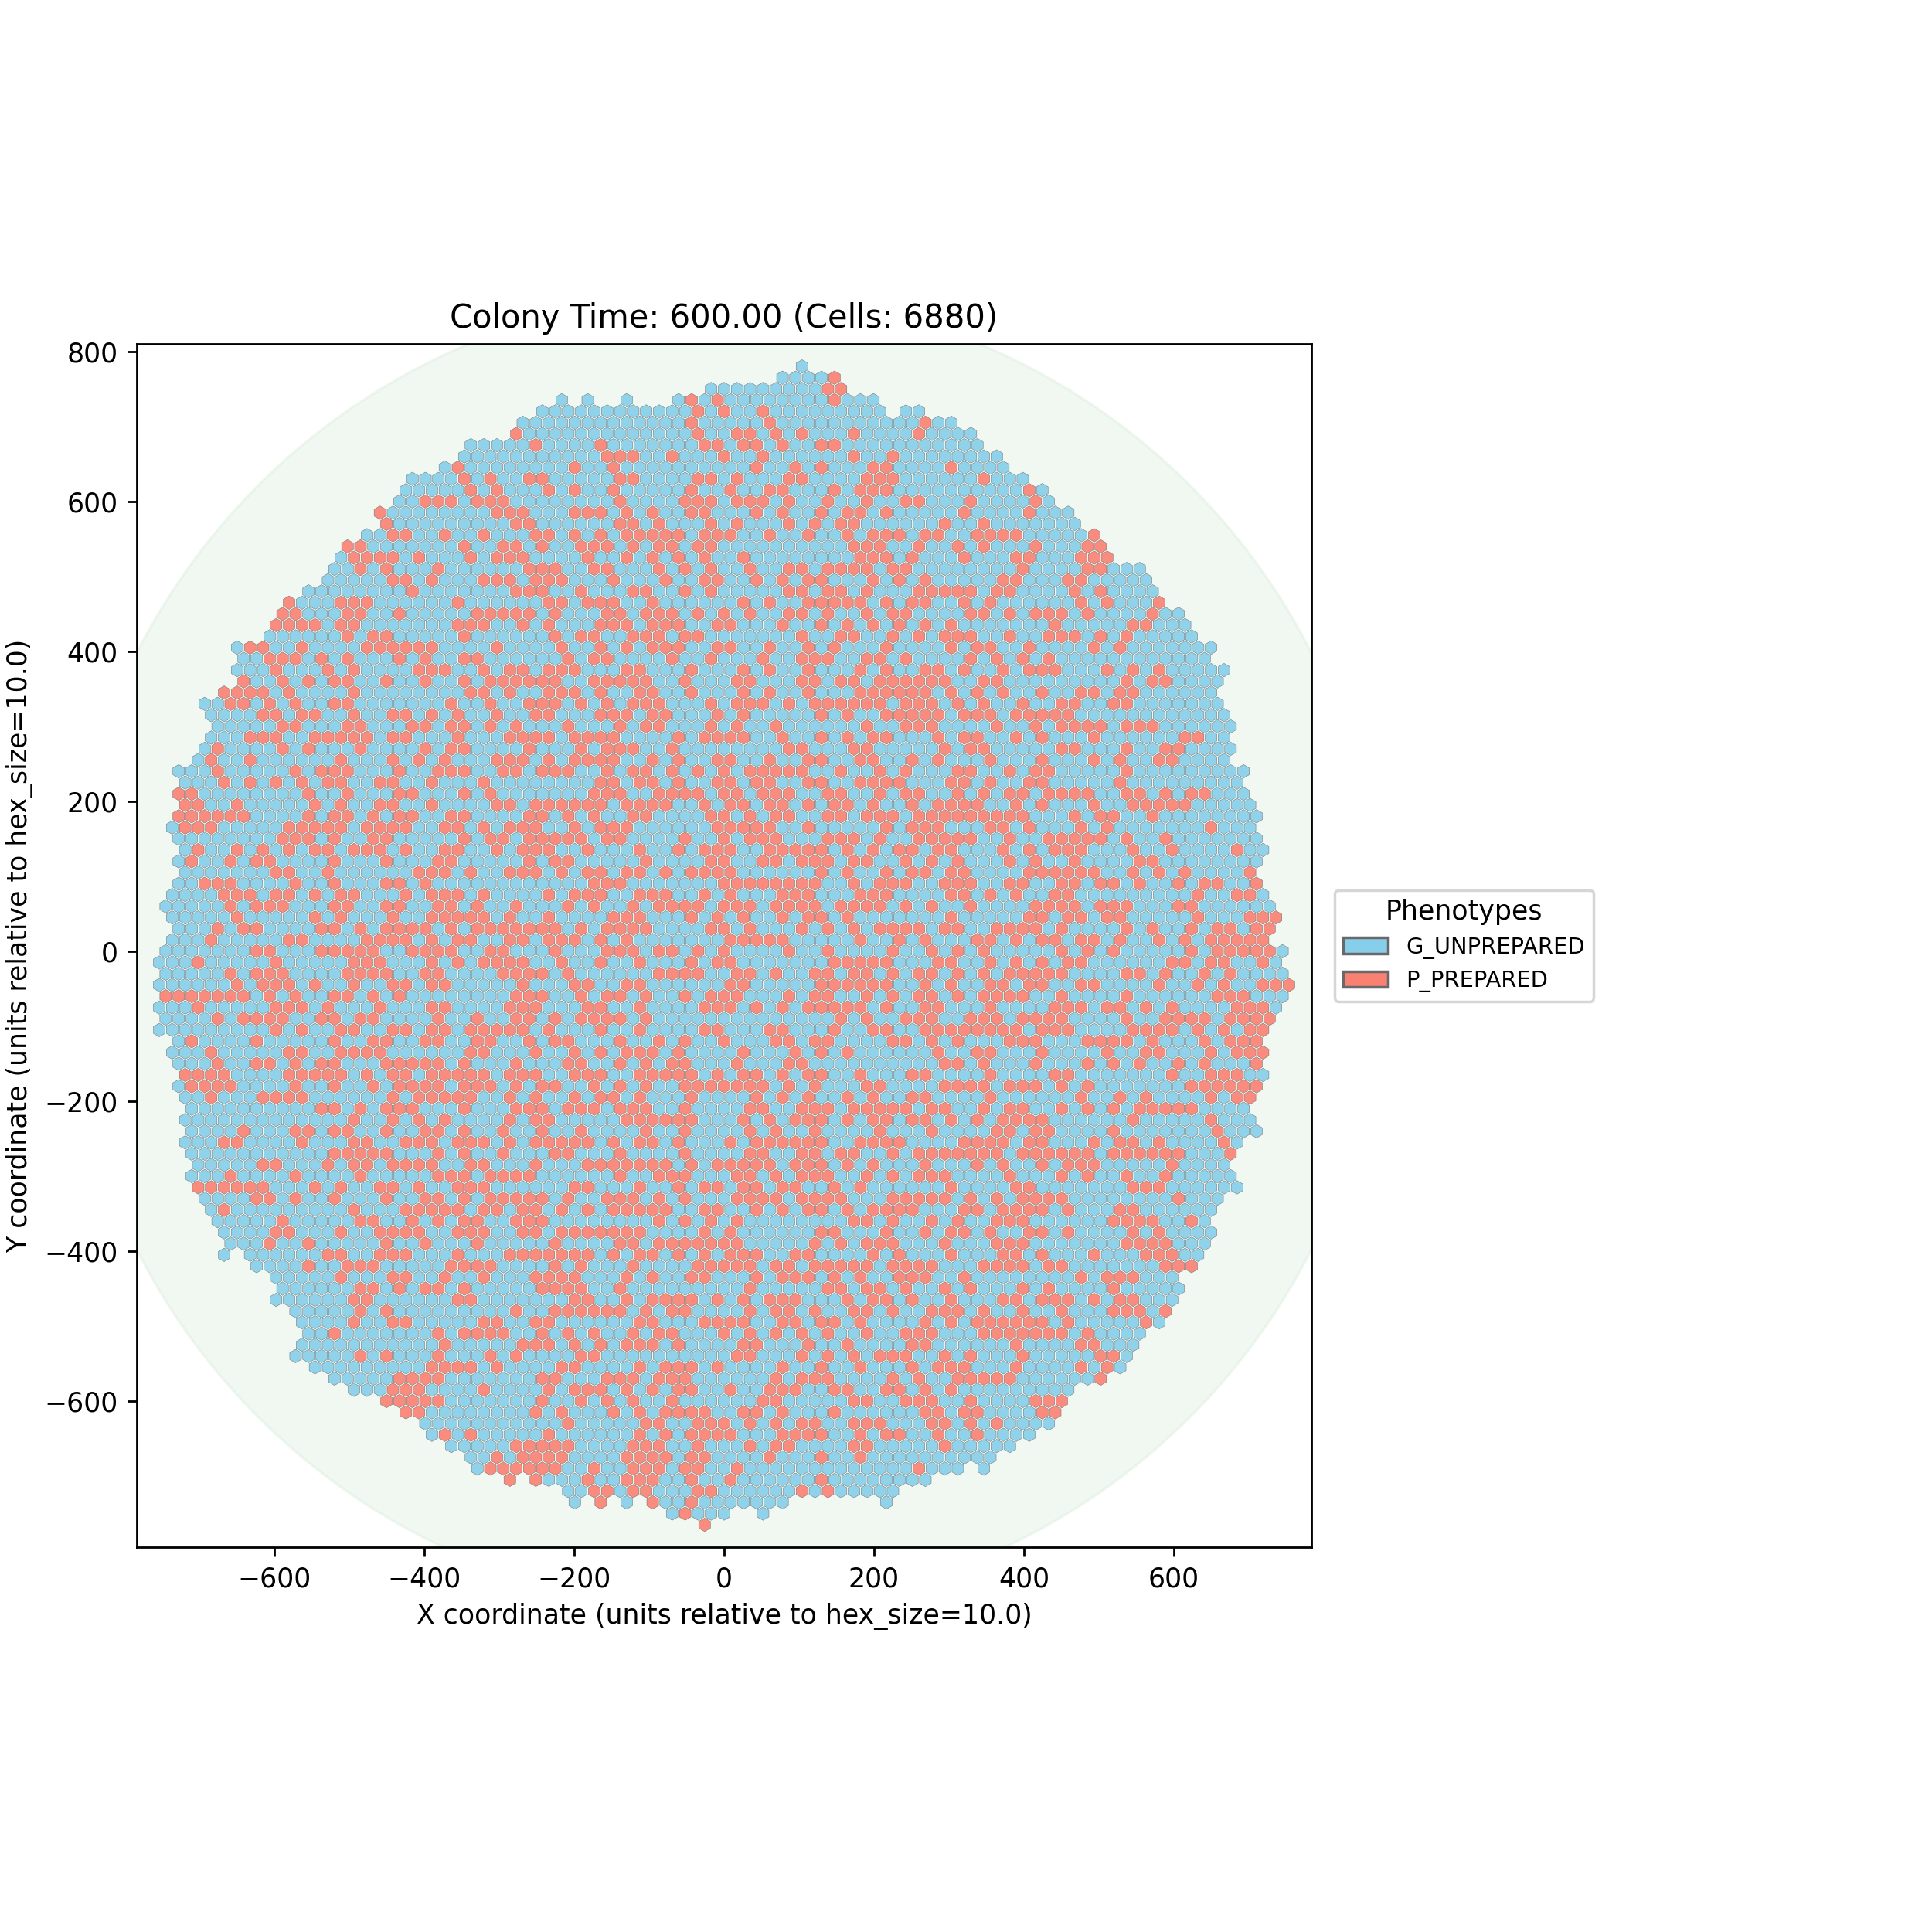 Colony Time: 600.00 (Cells: 6880)
800
600
400
200
0
−200
−400
−600
Y coordinate (units relative to hex_size=10.0)
−600 −400 −200 0 200 400 600
X coordinate (units relative to hex_size=10.0)
Phenotypes
G_UNPREPARED
P_PREPARED